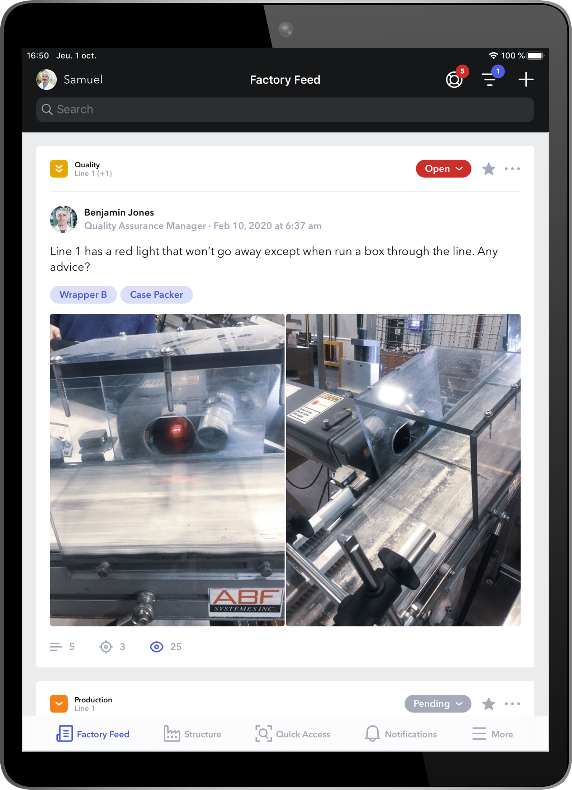 16:50 Jeu. 1 oct.
100 %
Samuel
Factory Feed
5
1
Search
Quality
Line 1 (+1)
Open
Benjamin Jones
Quality Assurance Manager · Feb 10, 2020 at 6:37 am
Line 1 has a red light that won't go away except when run a box through the line. Any
advice?
Wrapper B
Case Packer
ABF
SYSTEMES INC.
5
3
25
Production
Line 1
Pending
Factory Feed
Structure
Quick Access
Notifications
More